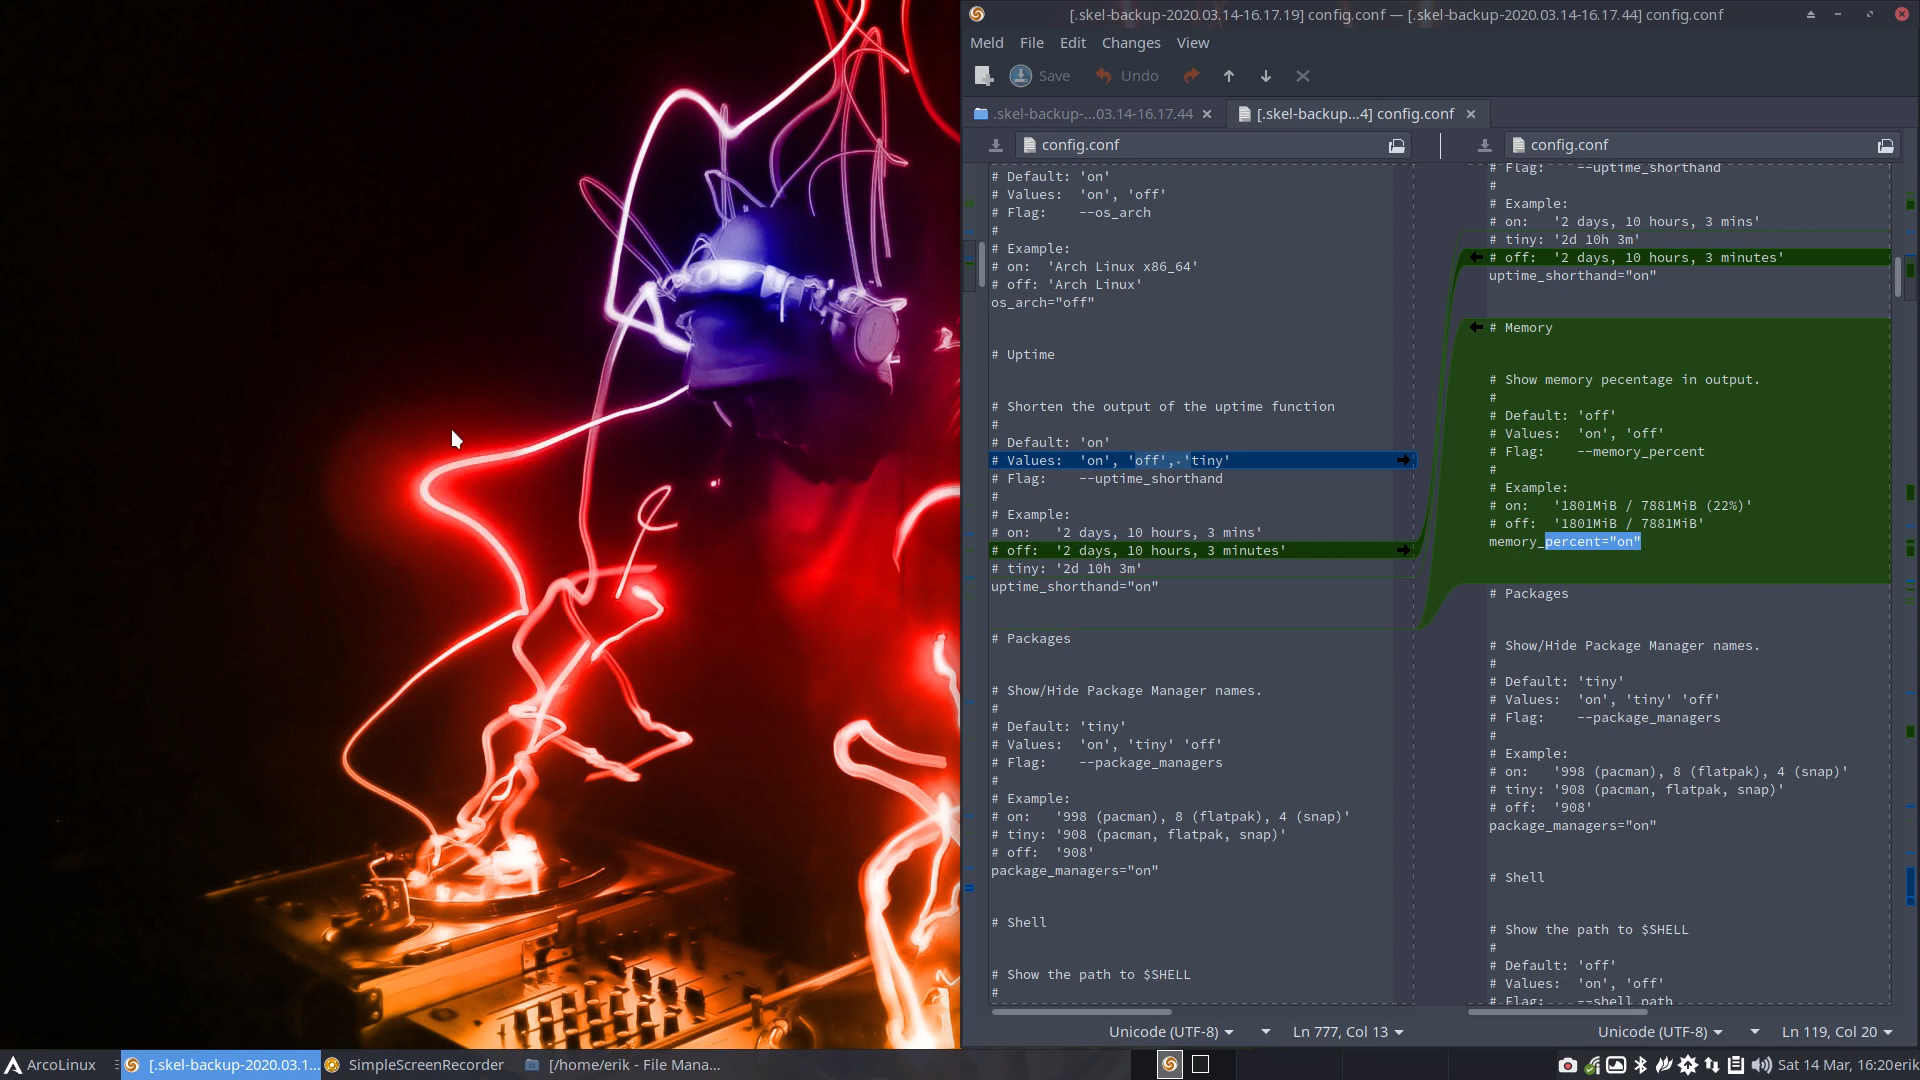 [.skel-backup-2020.03.14-16.17.19] config.conf — [.skel-backup-2020.03.14-16.17.44] config.conf
Meld File Edit Changes View
Save Undo
.skel-backup-...03.14-16.17.44
[.skel-backup...4] config.conf
config.conf
# Default: 'on'
# Values:  'on', 'off'
# Flag:    --os_arch
#
# Example:
# on:  'Arch Linux x86_64'
# off: 'Arch Linux'
os_arch="off"
# Uptime
# Shorten the output of the uptime function
#
# Default: 'on'
# Values:  'on', 'off', 'tiny'
# Flag:    --uptime_shorthand
#
# Example:
# on:   '2 days, 10 hours, 3 mins'
# off:  '2 days, 10 hours, 3 minutes'
# tiny: '2d 10h 3m'
uptime_shorthand="on"
# Packages
# Show/Hide Package Manager names.
#
# Default: 'tiny'
# Values:  'on', 'tiny' 'off'
# Flag:    --package_managers
#
# Example:
# on:   '998 (pacman), 8 (flatpak), 4 (snap)'
# tiny: '908 (pacman, flatpak, snap)'
# off:  '908'
package_managers="on"
# Shell
# Show the path to $SHELL
#
Unicode (UTF-8) Ln 777, Col 13
config.conf
# Flag:    --uptime_shorthand
#
# Example:
# on:   '2 days, 10 hours, 3 mins'
# tiny: '2d 10h 3m'
# off:  '2 days, 10 hours, 3 minutes'
uptime_shorthand="on"
# Memory
# Show memory pecentage in output.
#
# Default: 'off'
# Values:  'on', 'off'
# Flag:    --memory_percent
#
# Example:
# on:   '1801MiB / 7881MiB (22%)'
# off:  '1801MiB / 7881MiB'
memory_percent="on"
# Packages
# Show/Hide Package Manager names.
#
# Default: 'tiny'
# Values:  'on', 'tiny' 'off'
# Flag:    --package_managers
#
# Example:
# on:   '998 (pacman), 8 (flatpak), 4 (snap)'
# tiny: '908 (pacman, flatpak, snap)'
# off:  '908'
package_managers="on"
# Shell
# Show the path to $SHELL
#
# Default: 'off'
# Values:  'on', 'off'
# Flag:    --shell_path
Unicode (UTF-8) Ln 119, Col 20
ArcoLinux
[.skel-backup-2020.03.1...
SimpleScreenRecorder
[/home/erik - File Mana...
Sat 14 Mar, 16:20 erik